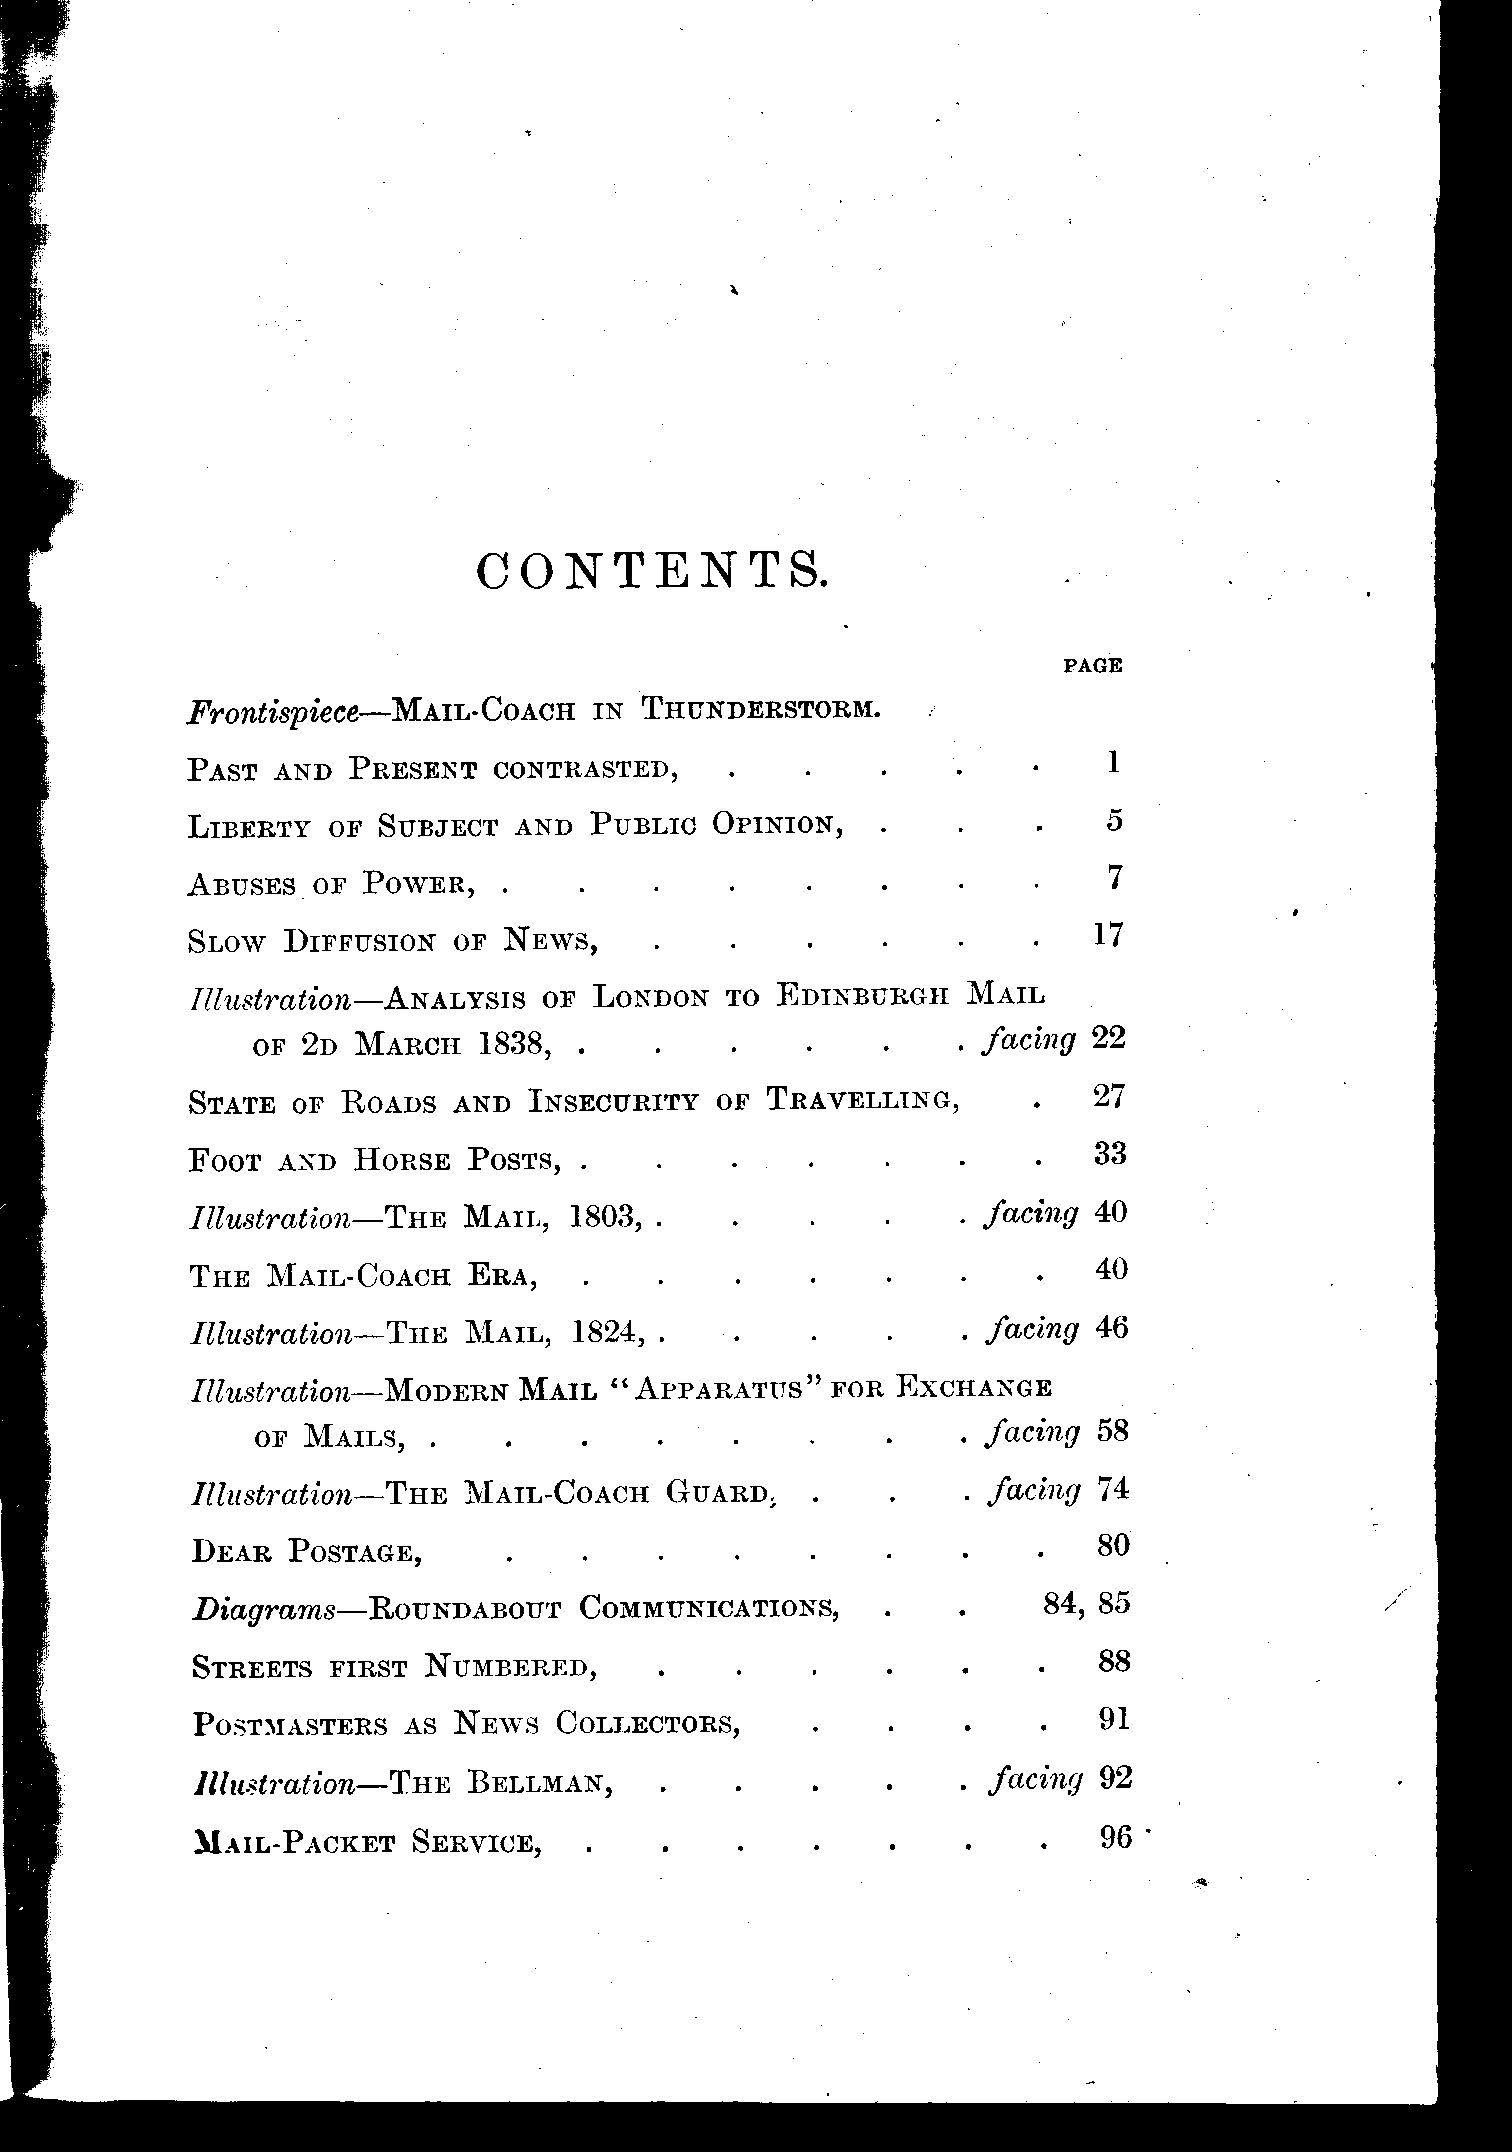 CONTENTS.
PAGE
Frontispiece—Mail-Coach in Thunderstorm.
Past and Present contrasted, . . . . . 1
Liberty of Subject and Public Opinion, . . . 5
Abuses of Power, . . . . . . . . 7
Slow Diffusion of News, . . . . . . 17
Illustration—Analysis of London to Edinburgh Mail
of 2d March 1838, . . . . . . facing 22
State of Roads and Insecurity of Travelling, . 27
Foot and Horse Posts, . . . . . . . 33
Illustration—The Mail, 1803, . . . . . facing 40
The Mail-Coach Era, . . . . . . . 40
Illustration—The Mail, 1824, . . . . . facing 46
Illustration—Modern Mail “Apparatus” for Exchange
of Mails, . . . . . . . . facing 58
Illustration—The Mail-Coach Guard, . . . facing 74
Dear Postage, . . . . . . . . 80
Diagrams—Roundabout Communications, . . 84, 85
Streets first Numbered, . . . . . . 88
Postmasters as News Collectors, . . . . 91
Illustration—The Bellman, . . . . . facing 92
Mail-Packet Service, . . . . . . . 96